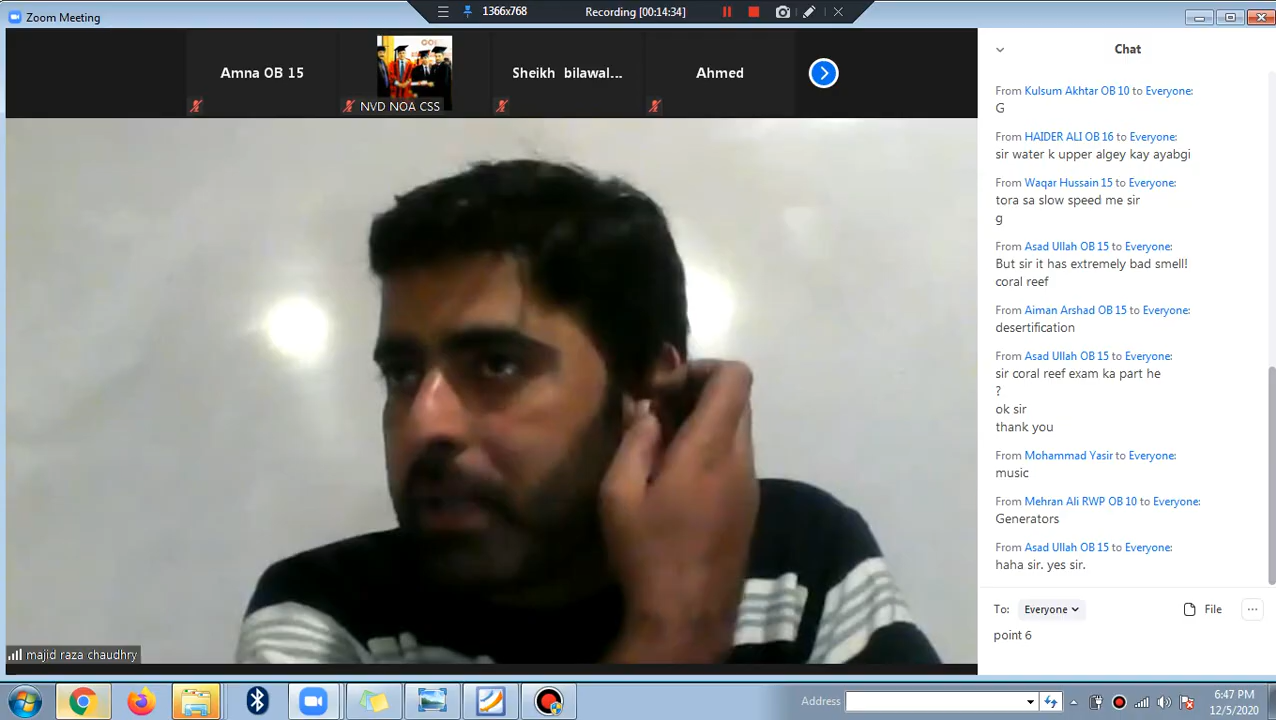 Zoom Meeting
1366x768
Recording [00:14:34]
Amna OB 15
NVD NOA CSS
Sheikh bilawal...
Ahmed
Chat
From Kulsum Akhtar OB 10 to Everyone:
G
From HAIDER ALI OB 16 to Everyone:
sir water k upper algey kay ayabgi
From Waqar Hussain 15 to Everyone:
tora sa slow speed me sir
g
From Asad Ullah OB 15 to Everyone:
But sir it has extremely bad smell!
coral reef
From Aiman Arshad OB 15 to Everyone:
desertification
From Asad Ullah OB 15 to Everyone:
sir coral reef exam ka part he
?
ok sir
thank you
From Mohammad Yasir to Everyone:
music
From Mehran Ali RWP OB 10 to Everyone:
Generators
From Asad Ullah OB 15 to Everyone:
haha sir. yes sir.
To: Everyone
File
point 6
majid raza chaudhry
Address
6:47 PM
12/5/2020